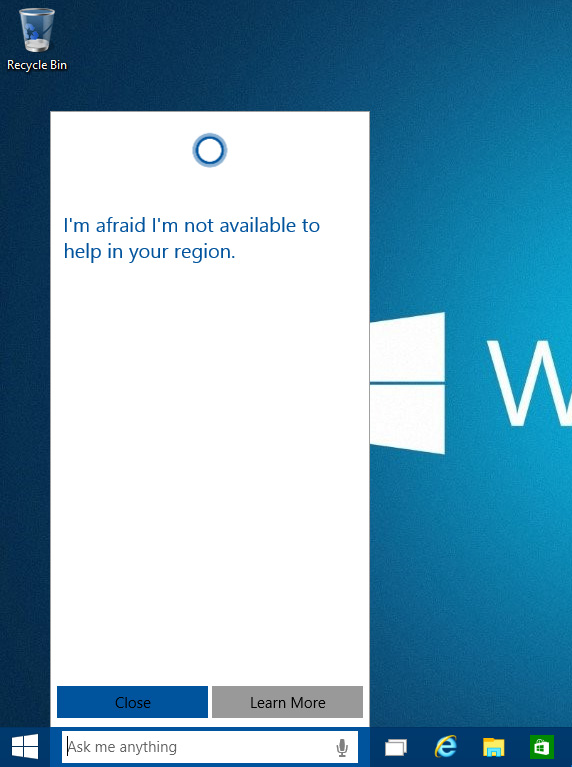 Recycle Bin
I'm afraid I'm not available to
help in your region.
W
Close
Learn More
Ask me anything